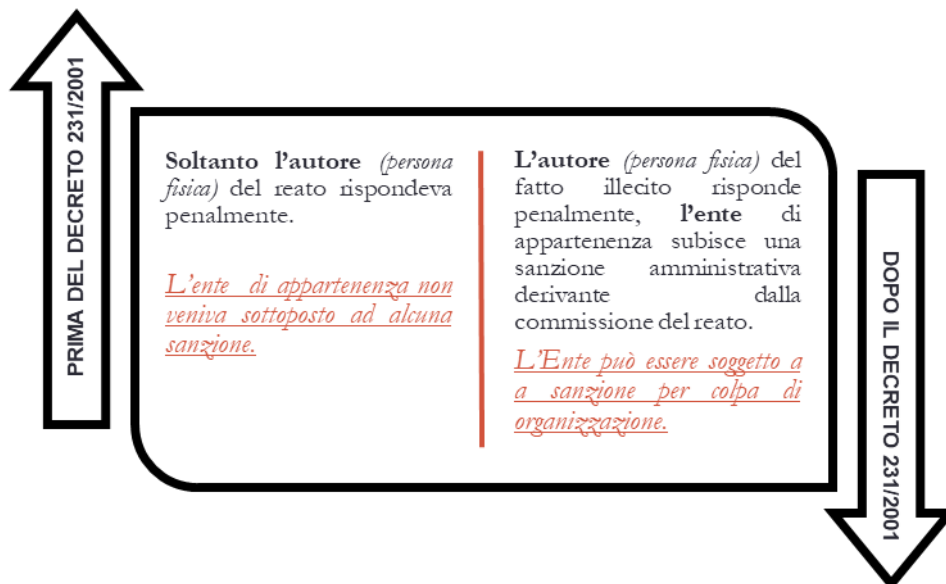 PRIMA DEL DECRETO 231/2001
Soltanto l'autore (persona
fisica) del reato rispondeva
penalmente.
L'ente di appartenenza non
veniva sottoposto ad alcuna
sanzione.
L'autore (persona fisica) del
fatto illecito risponde
penalmente, l'ente di
appartenenza subisce una
sanzione amministrativa
derivante dalla
commissione del reato.
L'Ente può essere soggetto a
a sanzione per colpa di
organizzazione.
DOPO IL DECRETO 231/2001